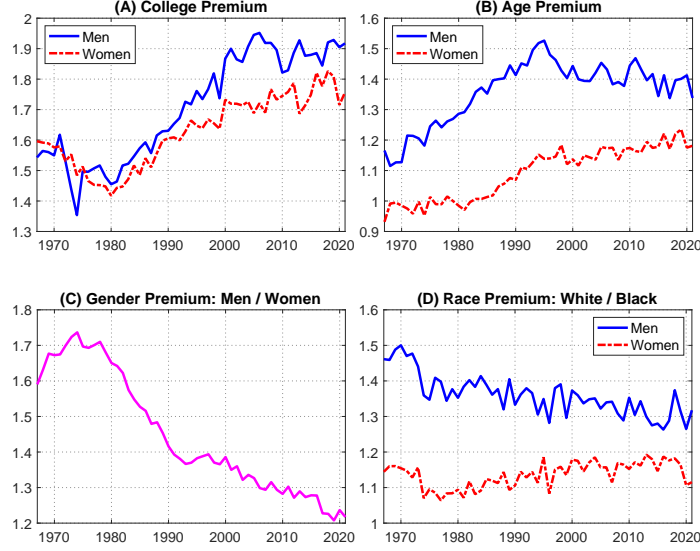 (A) College Premium
2
1.9
1.8
1.7
1.6
1.5
1.4
1.3
1970 1980 1990 2000 2010 2020
Men
Women
(B) Age Premium
1.6
1.5
1.4
1.3
1.2
1.1
1
0.9
1970 1980 1990 2000 2010 2020
Men
Women
(C) Gender Premium: Men / Women
1.8
1.7
1.6
1.5
1.4
1.3
1.2
1970 1980 1990 2000 2010 2020
(D) Race Premium: White / Black
1.6
1.5
1.4
1.3
1.2
1.1
1
1970 1980 1990 2000 2010 2020
Men
Women